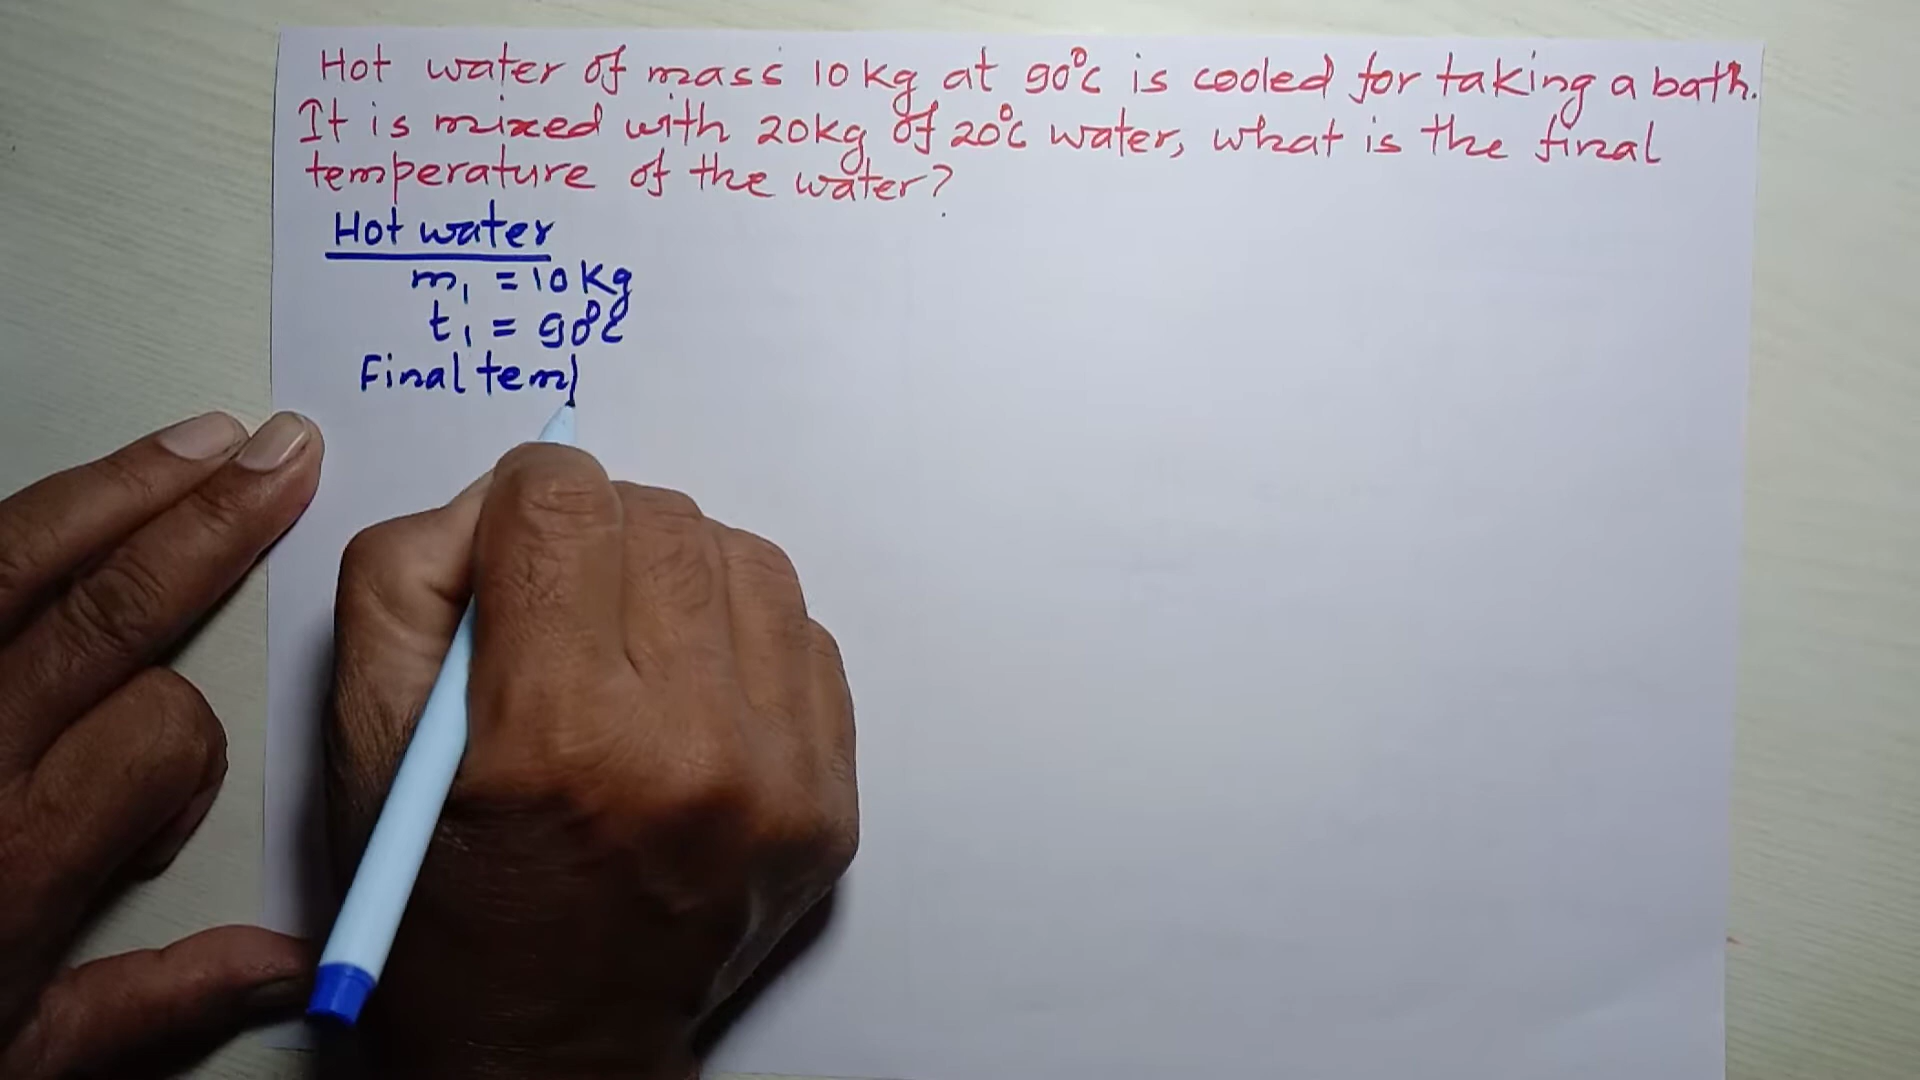 Hot water of mass 10 kg at 90°C is cooled for taking a bath.
It is mixed with 20kg of 20°C water, what is the final
temperature of the water?
Hot water
m₁ = 10 Kg
t₁ = 90°C
Final temp